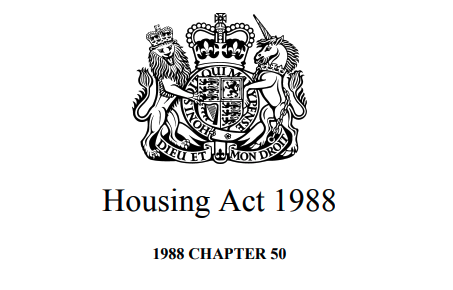 HONI SOIT QUI MAL Y PENSE
DIEU ET MON DROIT
Housing Act 1988
1988 CHAPTER 50